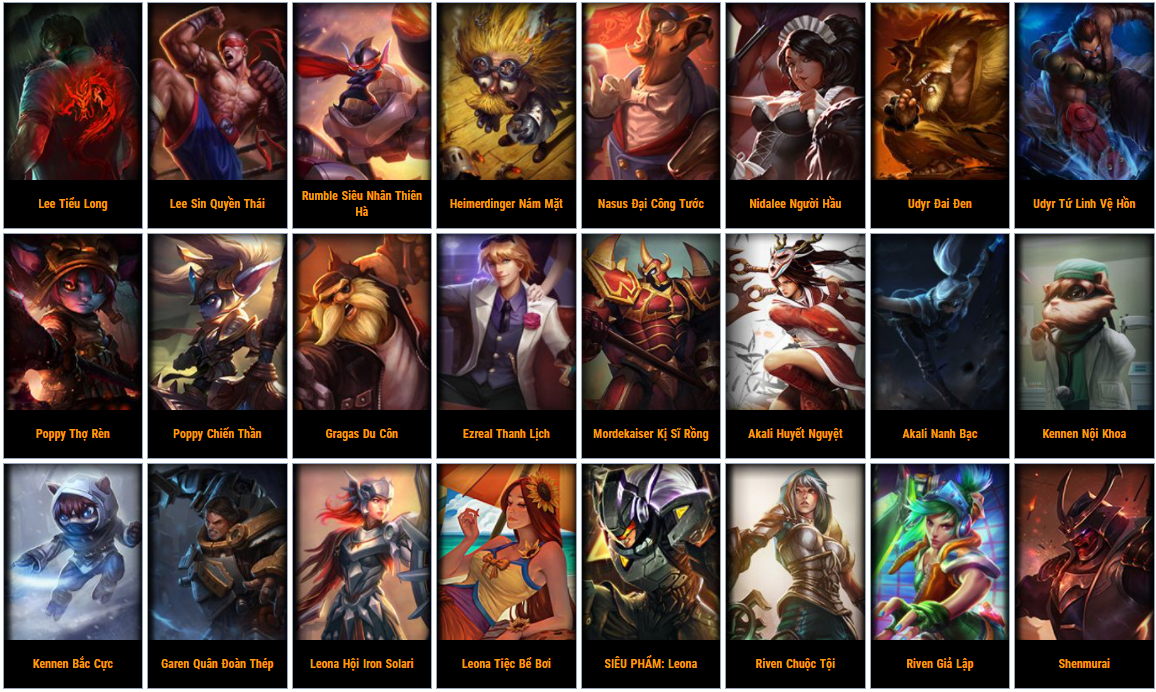 Lee Tiểu Long
Lee Sin Quyền Thái
Rumble Siêu Nhân Thiên
Hà
Heimerdinger Nám Mặt
Nasus Đại Công Tước
Nidalee Người Hầu
Udyr Đai Đen
Udyr Tứ Linh Vệ Hồn
Poppy Thợ Rèn
Poppy Chiến Thần
Gragas Du Côn
Ezreal Thanh Lịch
Mordekaiser Kị Sĩ Rồng
Akali Huyết Nguyệt
Akali Nanh Bạc
Kennen Nội Khoa
Kennen Bắc Cực
Garen Quân Đoàn Thép
Leona Hội Iron Solari
Leona Tiệc Bể Bơi
SIÊU PHẨM: Leona
Riven Chuộc Tội
Riven Giả Lập
Shenmurai